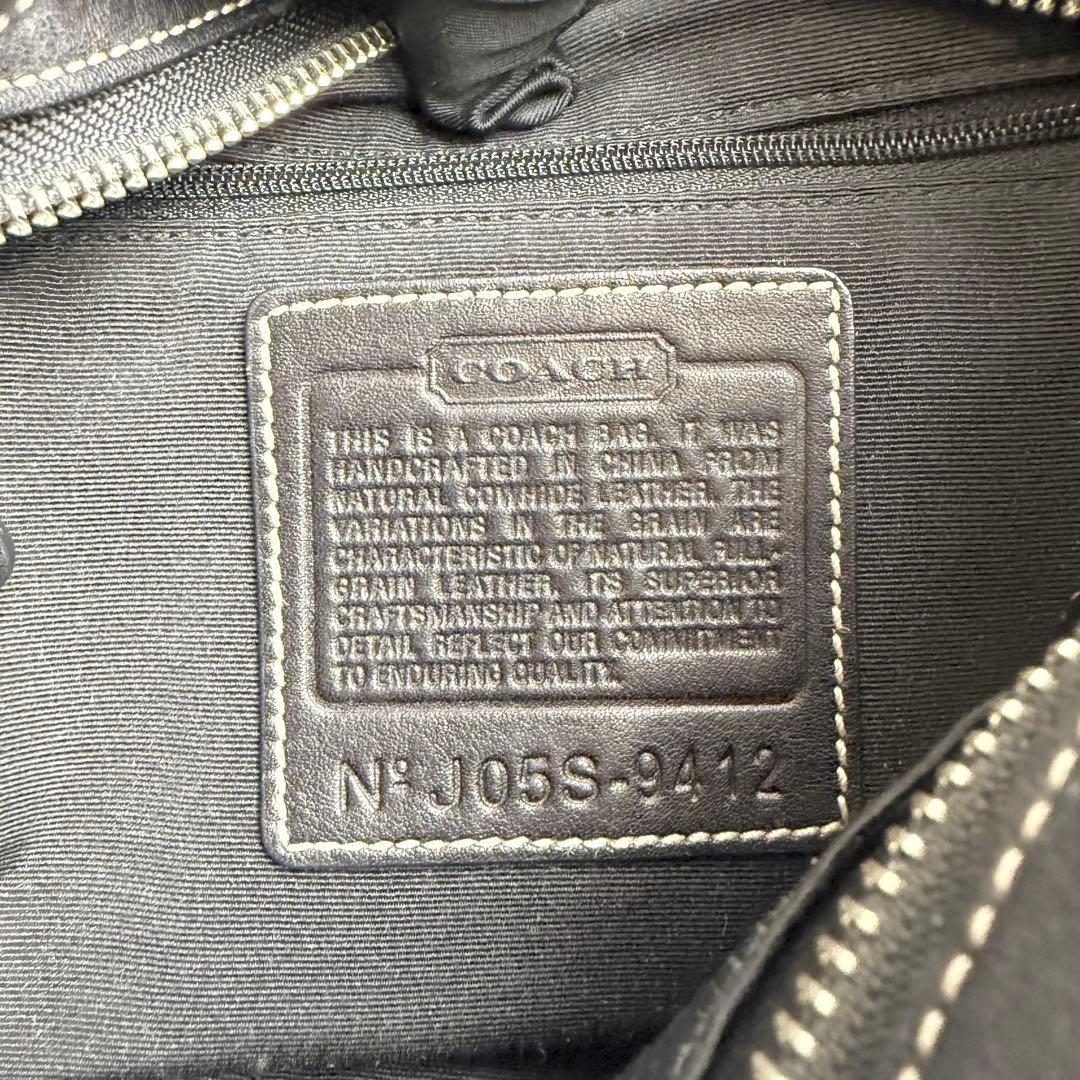 COACH
THIS IS A COACH BAG. IT WAS
HANDCRAFTED IN CHINA FROM
NATURAL COWHIDE LEATHER. THE
VARIATIONS IN THE GRAIN ARE
CHARACTERISTIC OF NATURAL FULL-
GRAIN LEATHER. ITS SUPERIOR
CRAFTSMANSHIP AND ATTENTION TO
DETAIL REFLECT OUR COMMITMENT
TO ENDURING QUALITY.
Nº J05S-9412